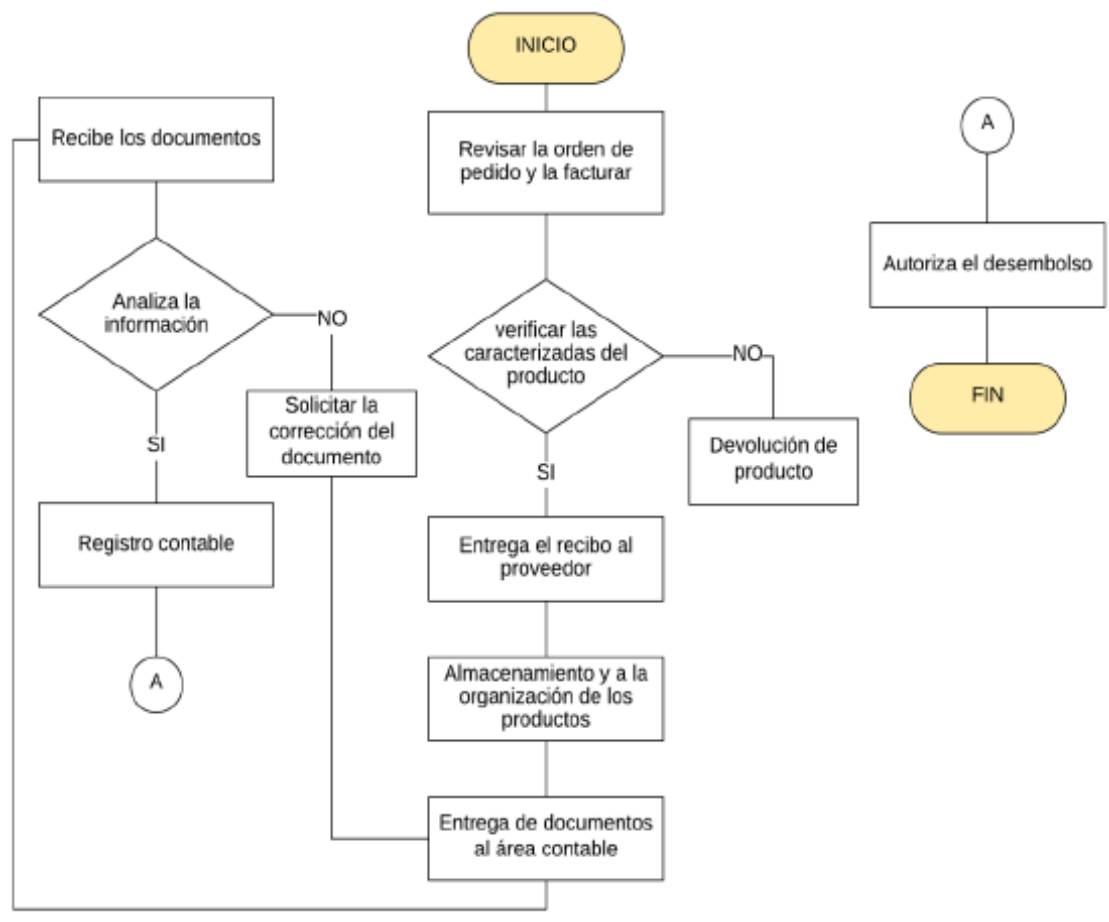 INICIO
Revisar la orden de
pedido y la facturar
verificar las
caracterizadas del
producto
NO
Devolución de
producto
SI
Entrega el recibo al
proveedor
Almacenamiento y a la
organización de los
productos
Entrega de documentos
al área contable
Recibe los documentos
Analiza la
información
NO
Solicitar la
corrección del
documento
SI
Registro contable
A
A
Autoriza el desembolso
FIN